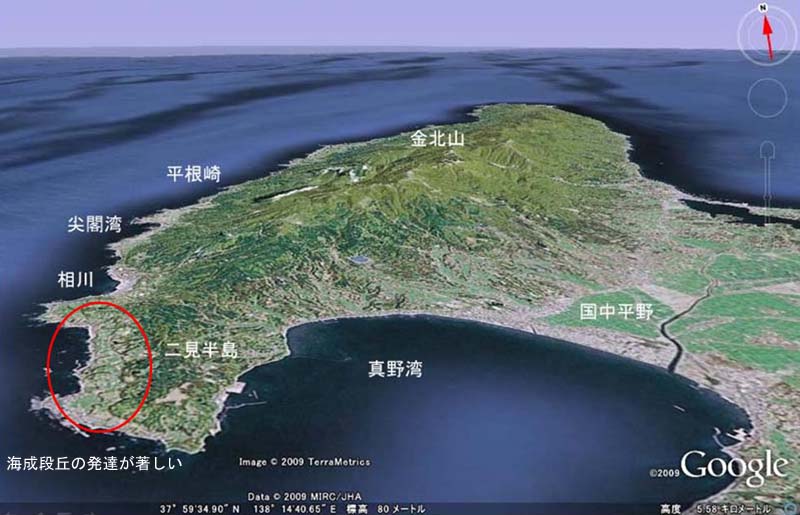 N
金北山
平根崎
尖閣湾
相川
国中平野
二見半島
真野湾
海成段丘の発達が著しい
Image © 2009 TerraMetrics
©2009 Google
Data © 2009 MIRC/JHA
37° 59'34.90" N 138° 14'40.65" E 標高 80 メートル 高度 5.58 キロメートル